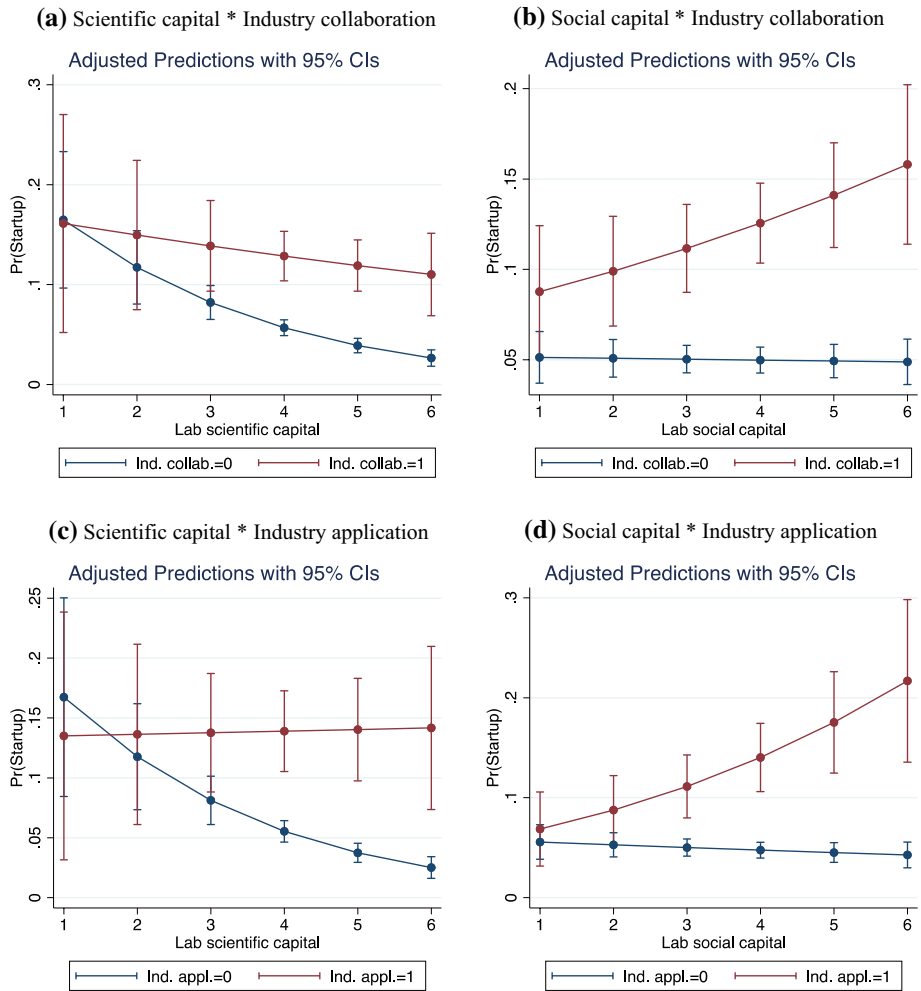 (a) Scientific capital * Industry collaboration
Adjusted Predictions with 95% CIs
Pr(Startup)
.3
.2
.1
0
1 2 3 4 5 6
Lab scientific capital
Ind. collab.=0 Ind. collab.=1
(b) Social capital * Industry collaboration
Adjusted Predictions with 95% CIs
Pr(Startup)
.2
.15
.1
.05
1 2 3 4 5 6
Lab social capital
Ind. collab.=0 Ind. collab.=1
(c) Scientific capital * Industry application
Adjusted Predictions with 95% CIs
Pr(Startup)
.25
.2
.15
.1
.05
0
1 2 3 4 5 6
Lab scientific capital
Ind. appl.=0 Ind. appl.=1
(d) Social capital * Industry application
Adjusted Predictions with 95% CIs
Pr(Startup)
.3
.2
.1
0
1 2 3 4 5 6
Lab social capital
Ind. appl.=0 Ind. appl.=1